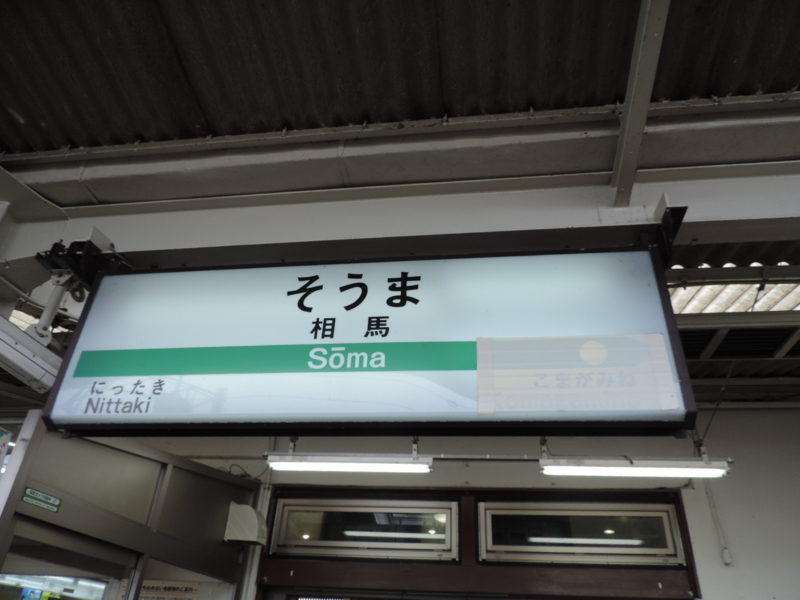 そうま
相馬
Sōma
にったき
Nittaki
こまがみね